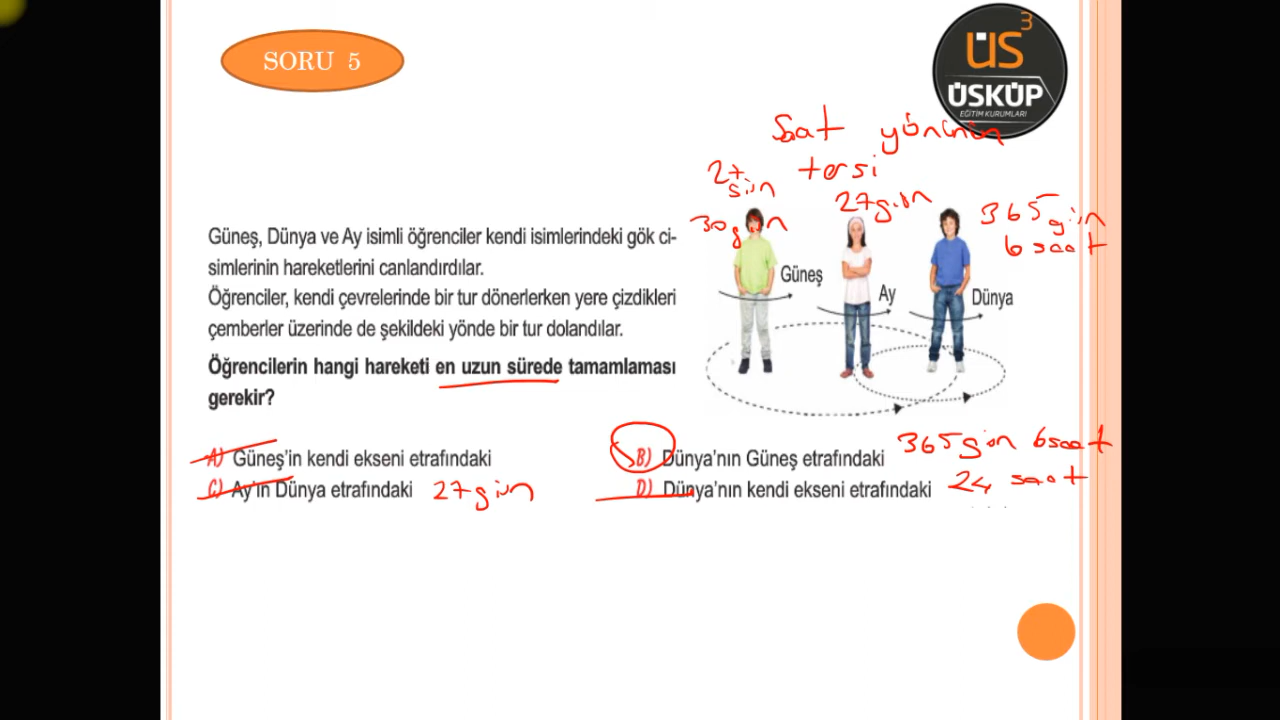 SORU 5
ÜS3
ÜSKÜP
EĞİTİM KURUMLARI
Saat yönünün
tersi
27
gün
30 gün
27 gün
365 gün
6 saat
Güneş
Ay
Dünya
Güneş, Dünya ve Ay isimli öğrenciler kendi isimlerindeki gök ci-
simlerinin hareketlerini canlandırdılar.
Öğrenciler, kendi çevrelerinde bir tur dönerlerken yere çizdikleri
çemberler üzerinde de şekildeki yönde bir tur dolandılar.
Öğrencilerin hangi hareketi en uzun sürede tamamlaması
gerekir?
A) Güneş'in kendi ekseni etrafındaki
B) Dünya'nın Güneş etrafındaki 365 gün 6 saat
C) Ay'ın Dünya etrafındaki 27 gün
D) Dünya'nın kendi ekseni etrafındaki 24 saat